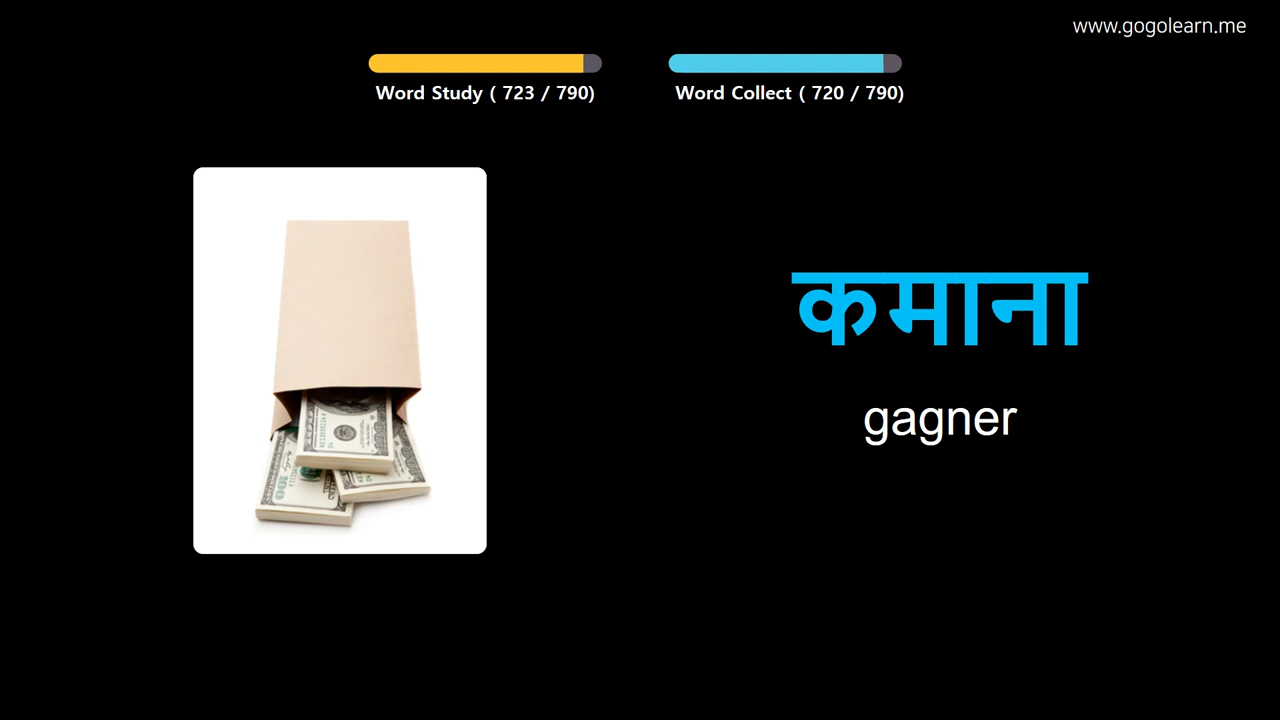 www.gogolearn.me
Word Study ( 723 / 790)
Word Collect ( 720 / 790)
कमाना
gagner